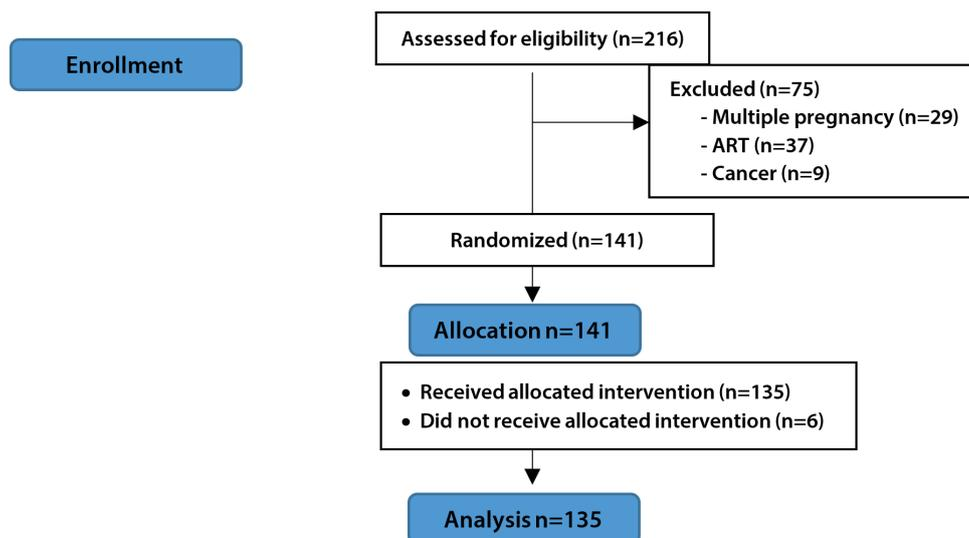 Assessed for eligibility (n=216)
Enrollment
Excluded (n=75)
- Multiple pregnancy (n=29)
- ART (n=37)
- Cancer (n=9)
Randomized (n=141)
Allocation n=141
• Received allocated intervention (n=135)
• Did not receive allocated intervention (n=6)
Analysis n=135